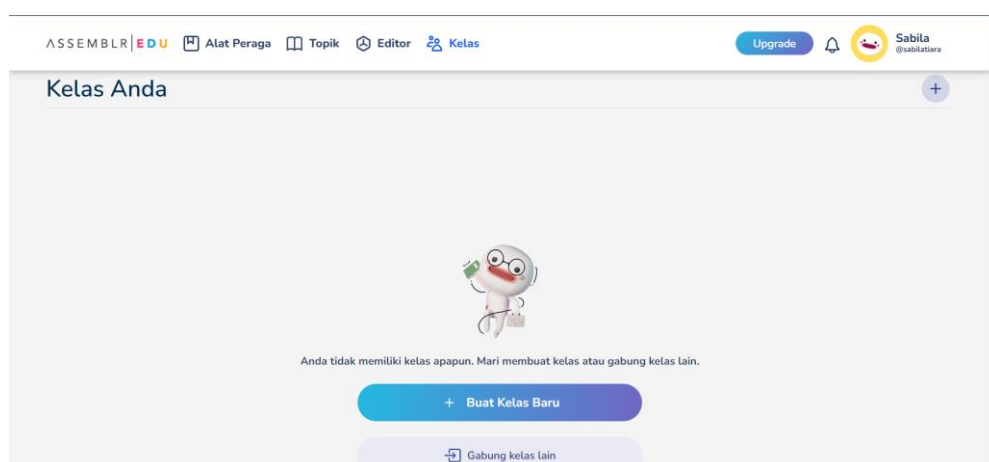 ASSEMBLR EDU Alat Peraga Topik Editor Kelas Upgrade Sabila
@sabilatiara
Kelas Anda
Anda tidak memiliki kelas apapun. Mari membuat kelas atau gabung kelas lain.
+ Buat Kelas Baru
Gabung kelas lain